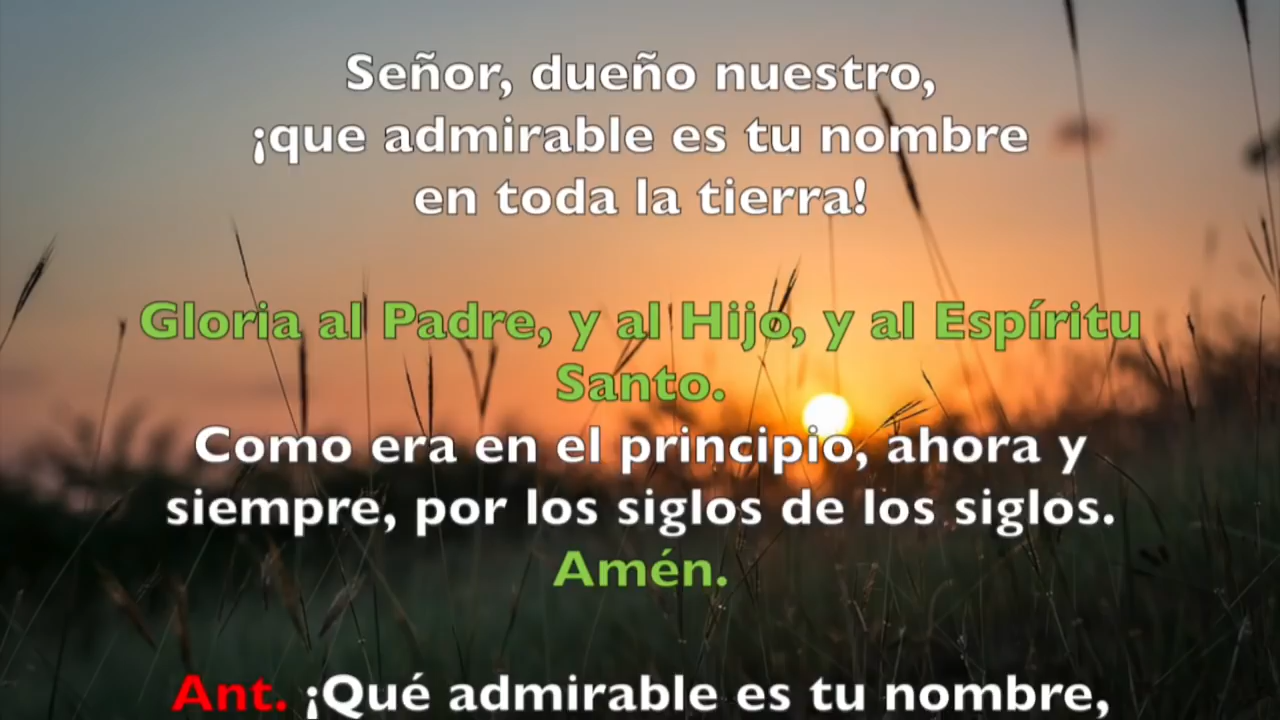 Señor, dueño nuestro,
¡que admirable es tu nombre
en toda la tierra!
Gloria al Padre, y al Hijo, y al Espíritu
Santo.
Como era en el principio, ahora y
siempre, por los siglos de los siglos.
Amén.
Ant. ¡Qué admirable es tu nombre,